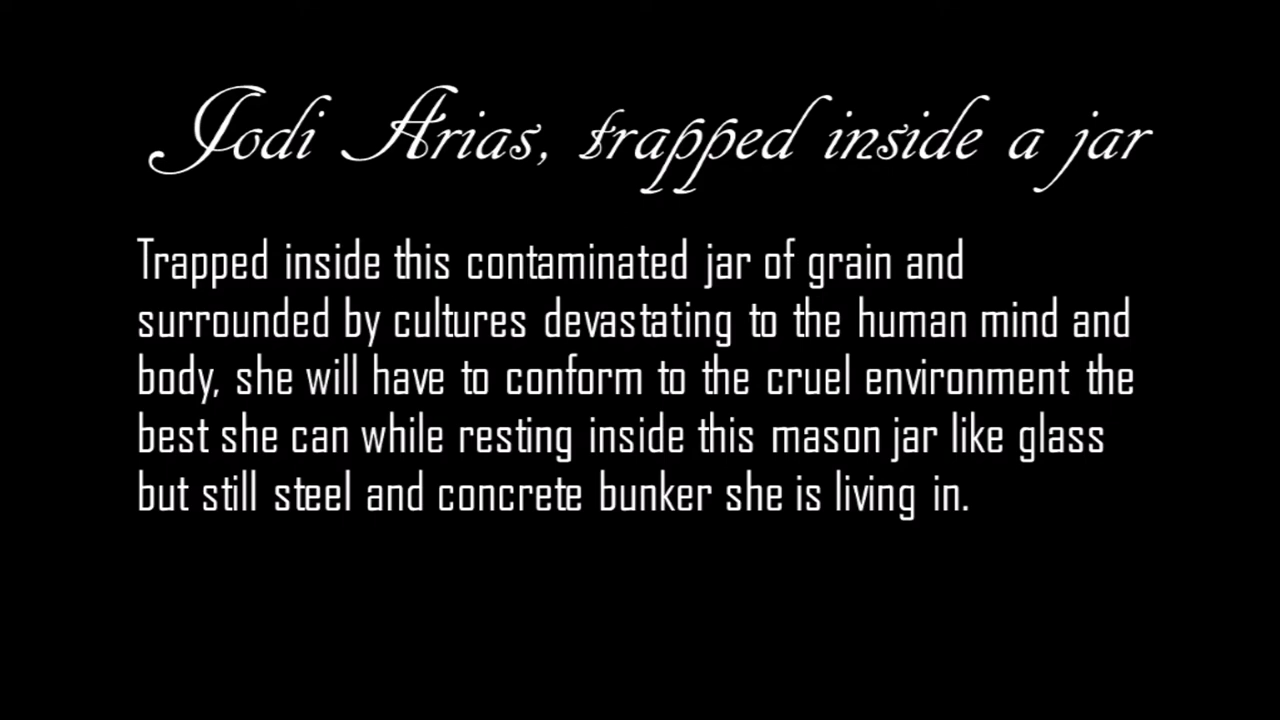 Jodi Arias, trapped inside a jar
Trapped inside this contaminated jar of grain and
surrounded by cultures devastating to the human mind and
body, she will have to conform to the cruel environment the
best she can while resting inside this mason jar like glass
but still steel and concrete bunker she is living in.